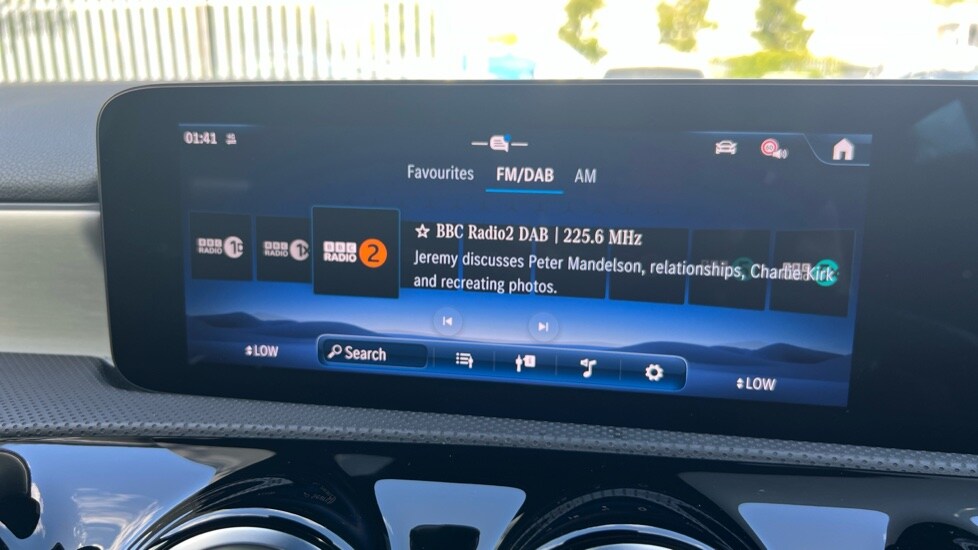 01:41
Favourites FM/DAB AM
BBC RADIO 1
BBC RADIO 1
BBC RADIO 2
☆ BBC Radio2 DAB | 225.6 MHz
Jeremy discusses Peter Mandelson, relationships, Charlie Kirk
and recreating photos.
LOW Search LOW